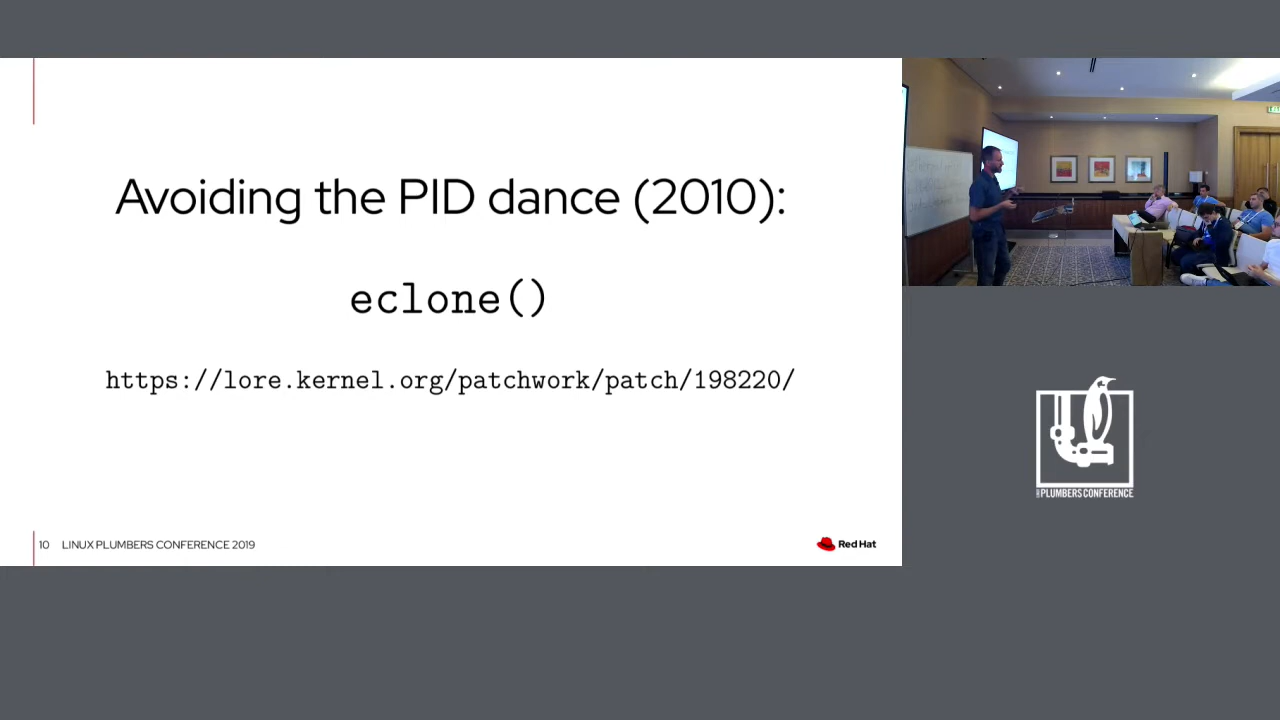 Avoiding the PID dance (2010):
eclone()
https://lore.kernel.org/patchwork/patch/198220/
10 LINUX PLUMBERS CONFERENCE 2019
Red Hat
PLUMBERS CONFERENCE